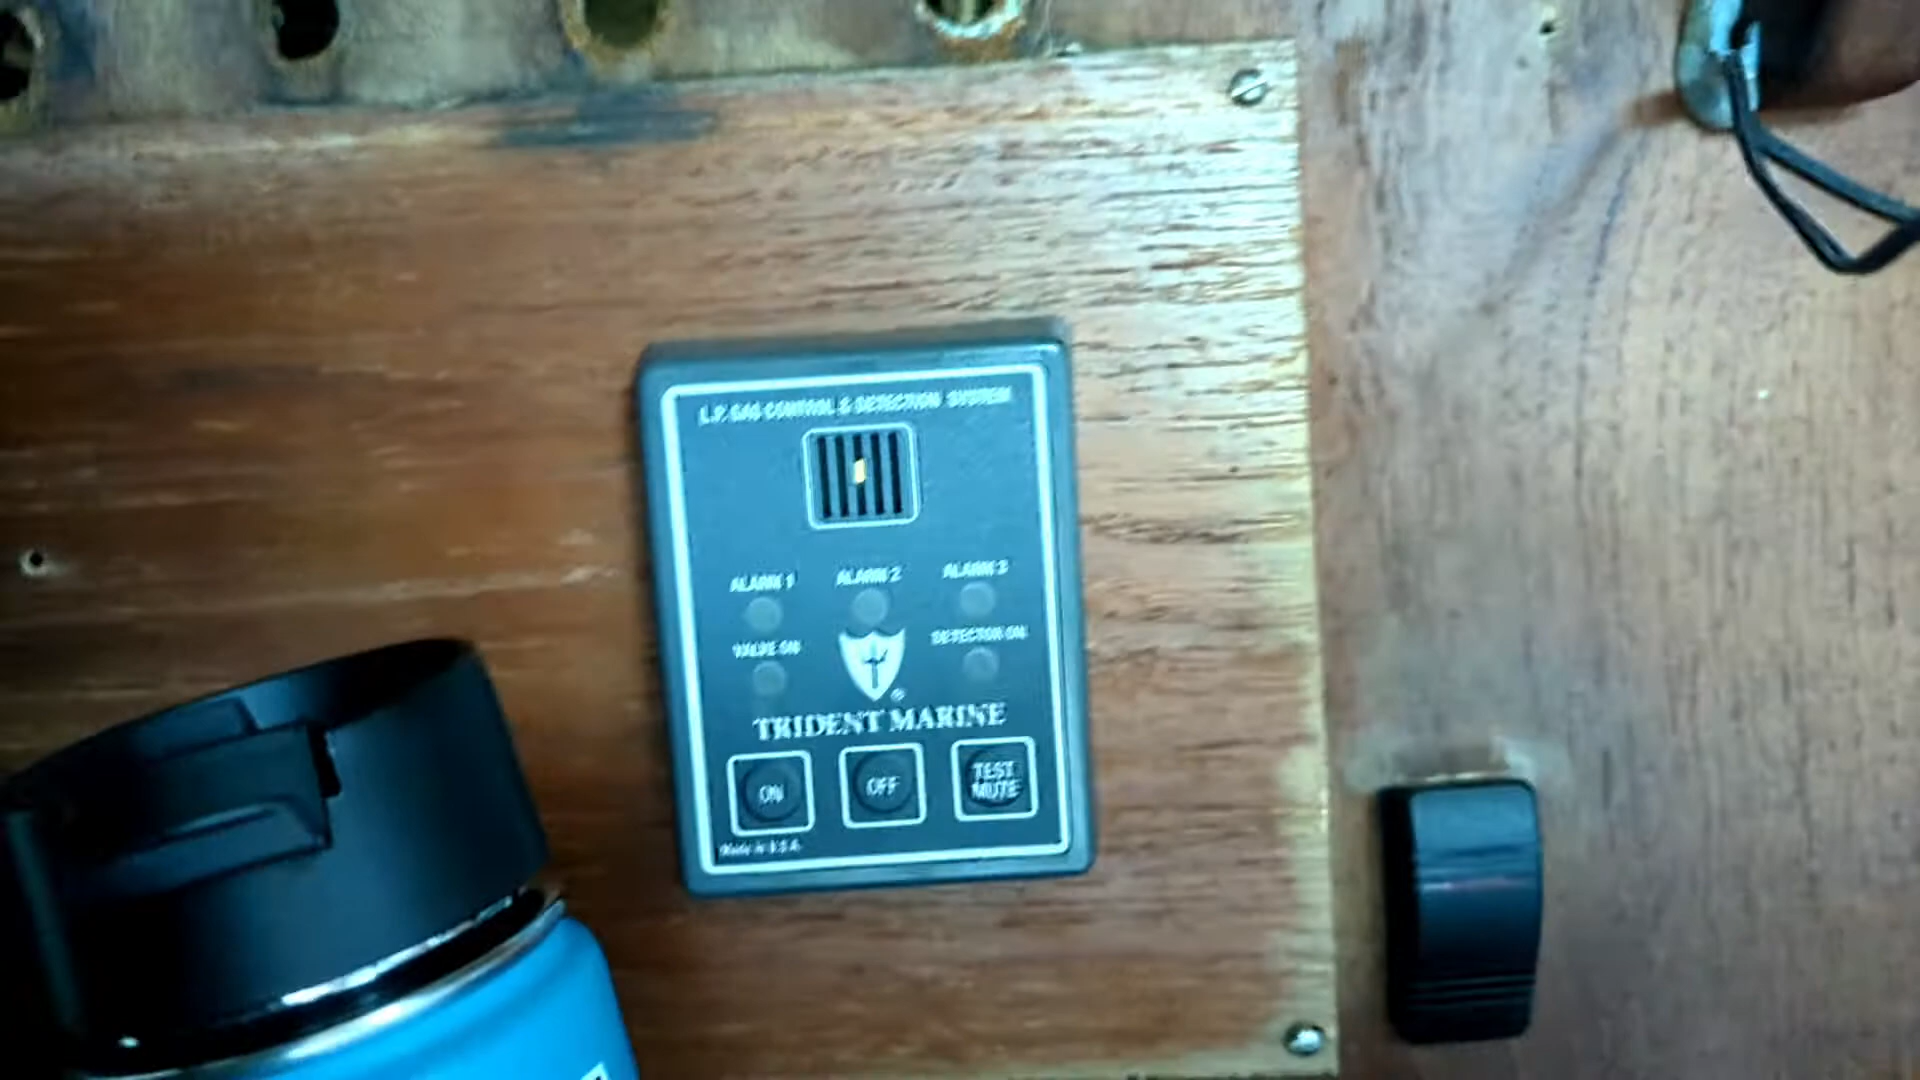 L.P. GAS CONTROL & DETECTION SYSTEM
ALARM 1 ALARM 2 ALARM 3
VALVE ON DETECTOR ON
®
TRIDENT MARINE
ON OFF TEST MUTE
Made in U.S.A.